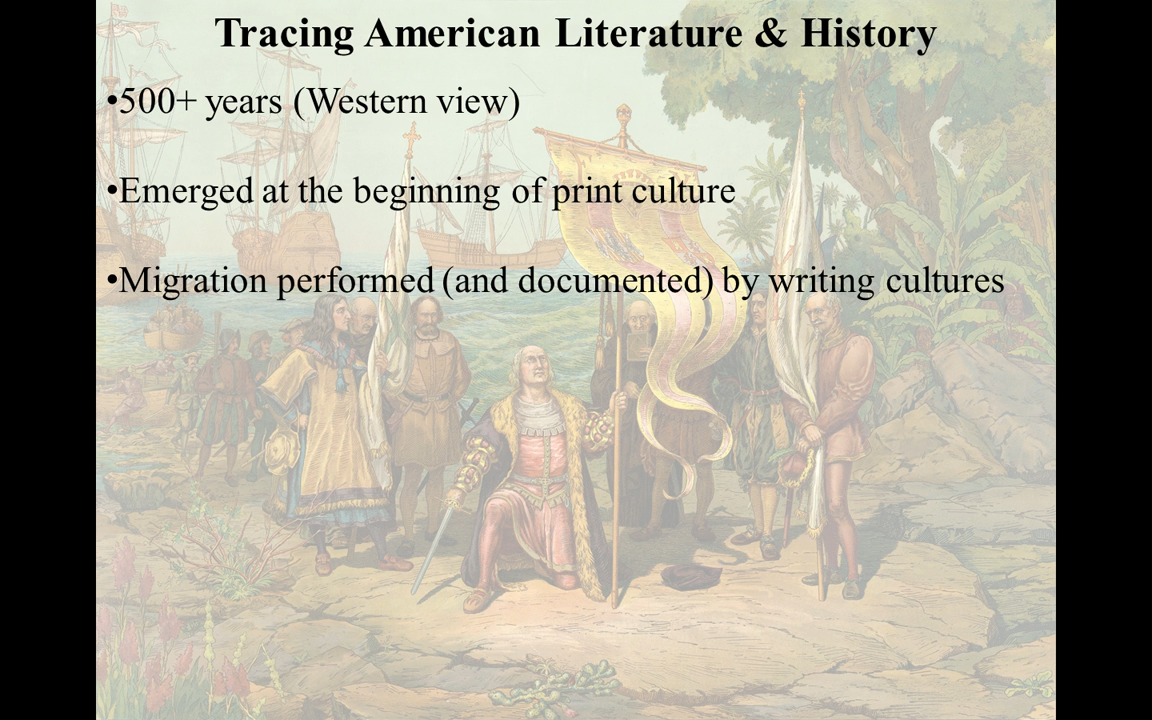 Tracing American Literature & History
•500+ years (Western view)
•Emerged at the beginning of print culture
•Migration performed (and documented) by writing cultures